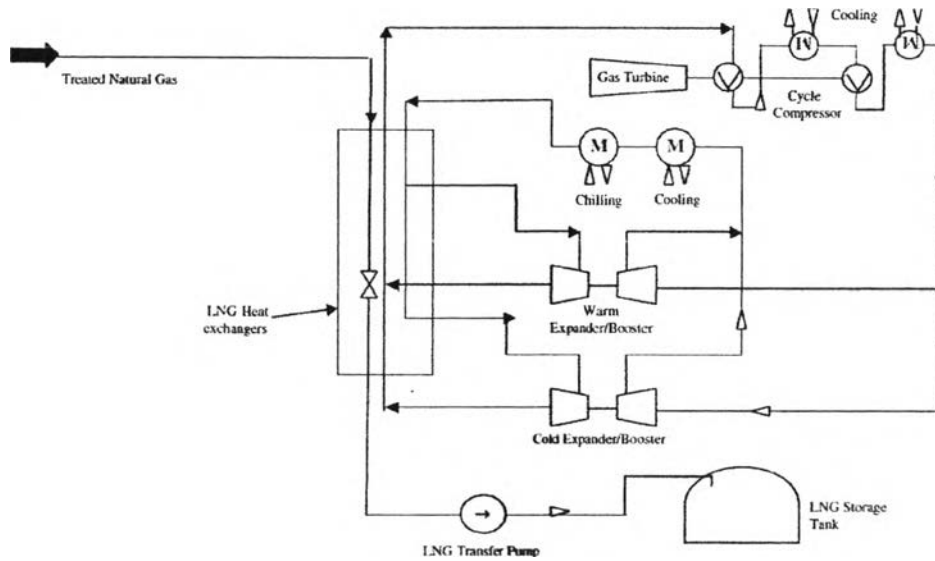 Cooling
M
M
Treated Natural Gas
Gas Turbine
Cycle
Compressor
M
M
Chilling
Cooling
LNG Heat
exchangers
Warm
Expander/Booster
Cold Expander/Booster
LNG Storage
Tank
→
LNG Transfer Pump